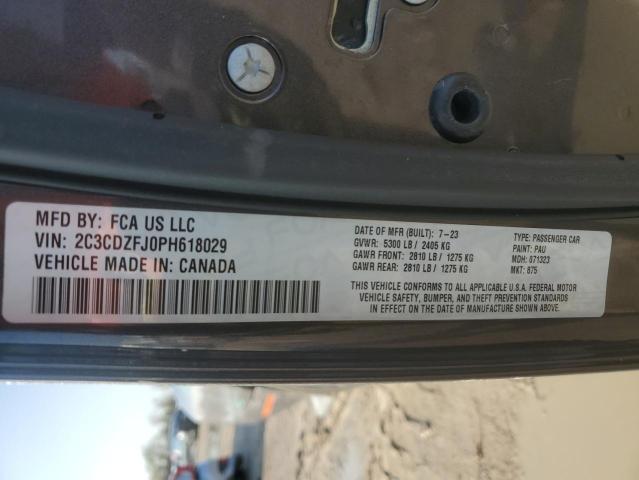 MFD BY: FCA US LLC
VIN: 2C3CDZFJ0PH618029
VEHICLE MADE IN: CANADA
DATE OF MFR (BUILT): 7-23
GVWR: 5300 LB / 2405 KG
GAWR FRONT: 2810 LB / 1275 KG
GAWR REAR: 2810 LB / 1275 KG
TYPE: PASSENGER CAR
PAINT: PAU
MDH: 071323
MKT: 875
THIS VEHICLE CONFORMS TO ALL APPLICABLE U.S.A. FEDERAL MOTOR
VEHICLE SAFETY, BUMPER, AND THEFT PREVENTION STANDARDS
IN EFFECT ON THE DATE OF MANUFACTURE SHOWN ABOVE.